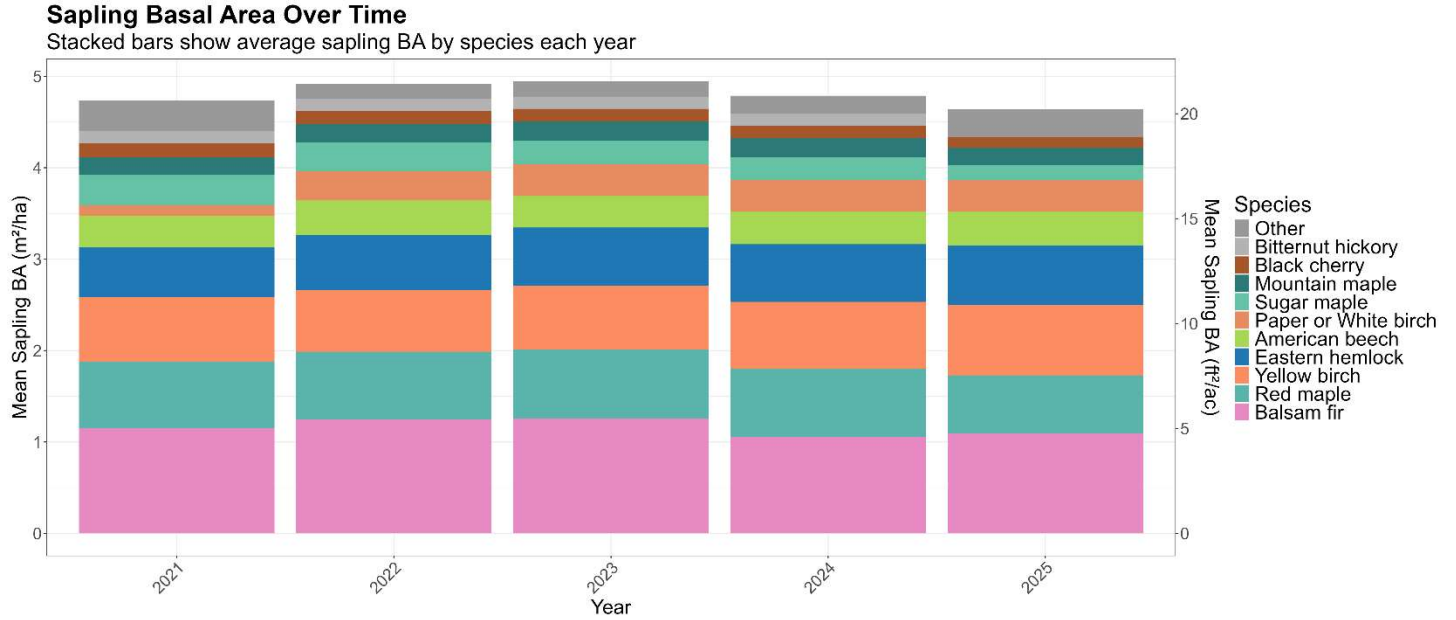 Sapling Basal Area Over Time
Stacked bars show average sapling BA by species each year
Mean Sapling BA (m²/ha)
5
4
3
2
1
0
2021
2022
2023
2024
2025
Year
20
15
10
5
0
Mean Sapling BA (ft²/ac)
Species
Other
Bitternut hickory
Black cherry
Mountain maple
Sugar maple
Paper or White birch
American beech
Eastern hemlock
Yellow birch
Red maple
Balsam fir